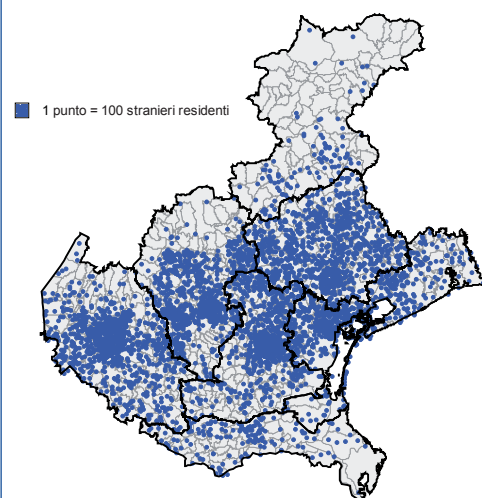 1 punto = 100 stranieri residenti